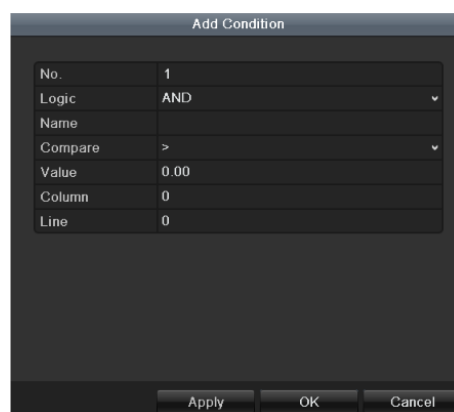 Add Condition
No. 1
Logic AND
Name
Compare >
Value 0.00
Column 0
Line 0
Apply OK Cancel